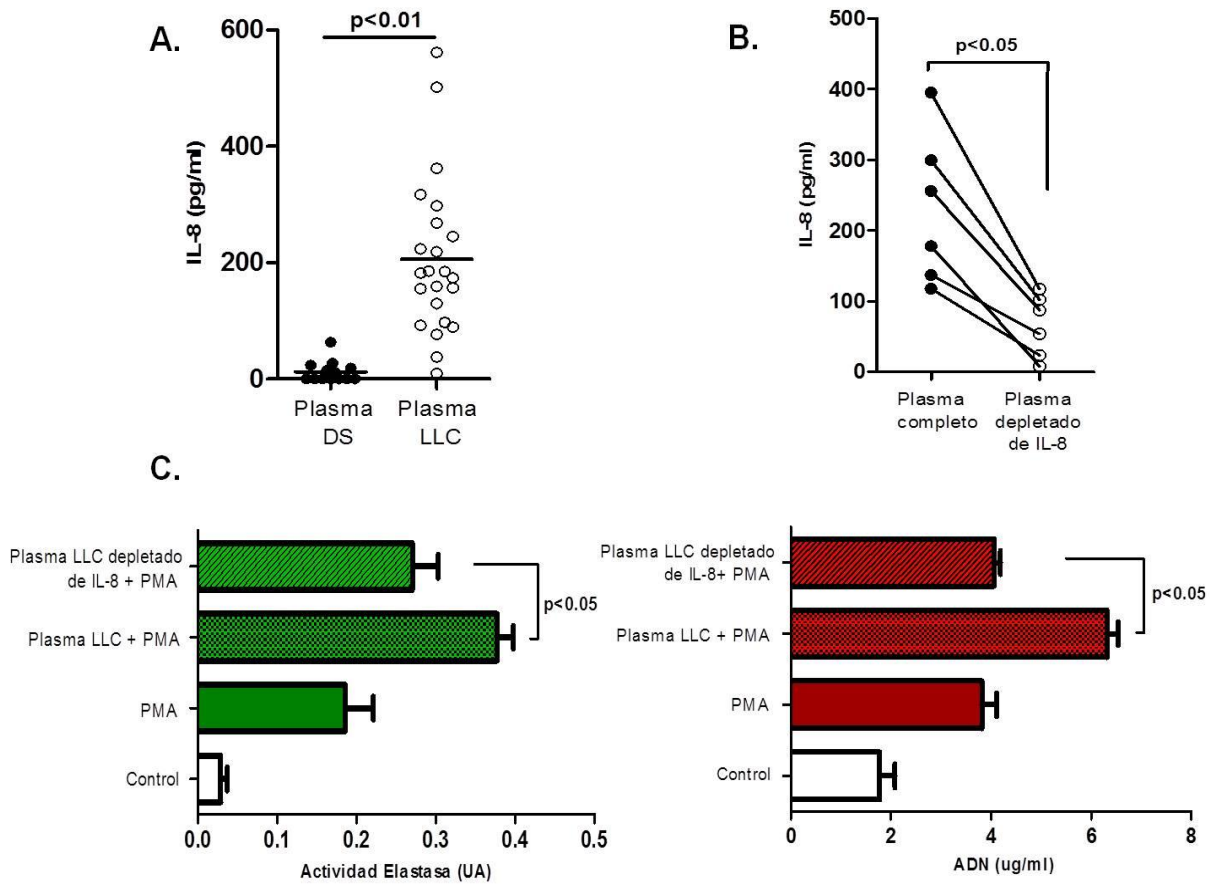 A.
p<0.01
600
400
200
0
IL-8 (pg/ml)
Plasma
DS
Plasma
LLC
B.
p<0.05
500
400
300
200
100
0
IL-8 (pg/ml)
Plasma
completo
Plasma
depletado
de IL-8
C.
Plasma LLC depletado
de IL-8 + PMA
Plasma LLC + PMA
PMA
Control
p<0.05
0.0 0.1 0.2 0.3 0.4 0.5
Actividad Elastasa (UA)
Plasma LLC depletado
de IL-8+ PMA
Plasma LLC + PMA
PMA
Control
p<0.05
0 2 4 6 8
ADN (ug/ml)